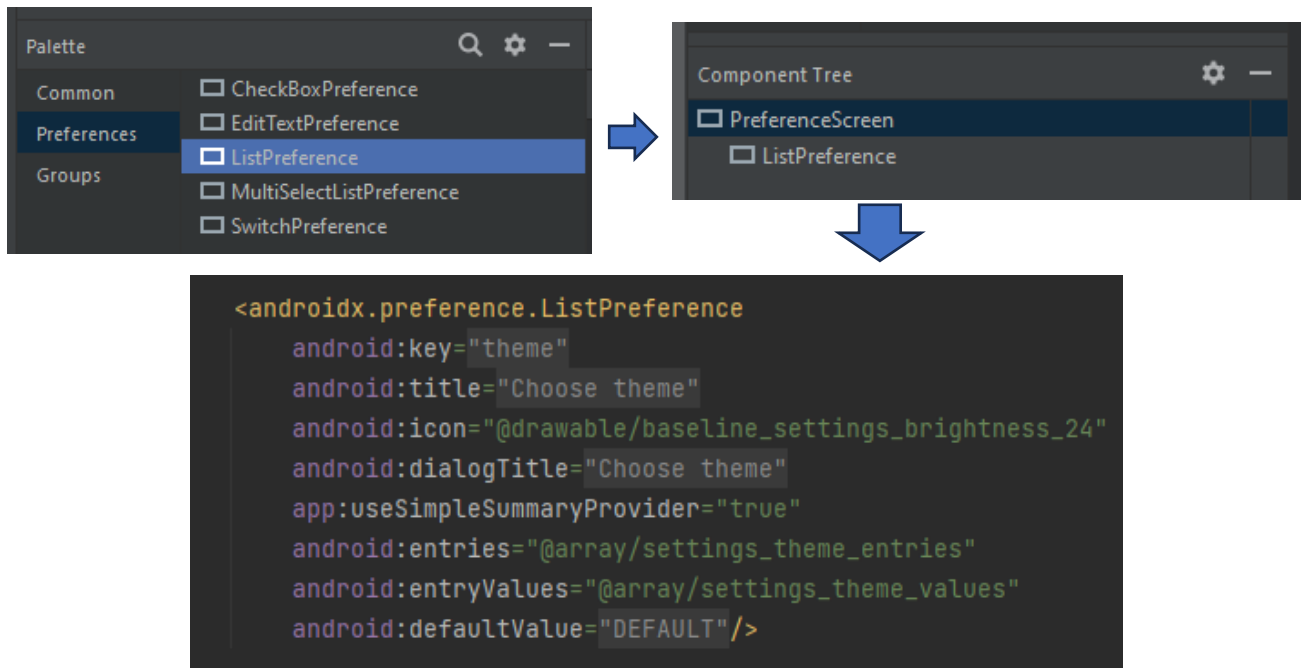 Palette
Common
Preferences
Groups
CheckBoxPreference
EditTextPreference
ListPreference
MultiSelectListPreference
SwitchPreference
Component Tree
PreferenceScreen
ListPreference
<androidx.preference.ListPreference
android:key="theme"
android:title="Choose theme"
android:icon="@drawable/baseline_settings_brightness_24"
android:dialogTitle="Choose theme"
app:useSimpleSummaryProvider="true"
android:entries="@array/settings_theme_entries"
android:entryValues="@array/settings_theme_values"
android:defaultValue="DEFAULT"/>